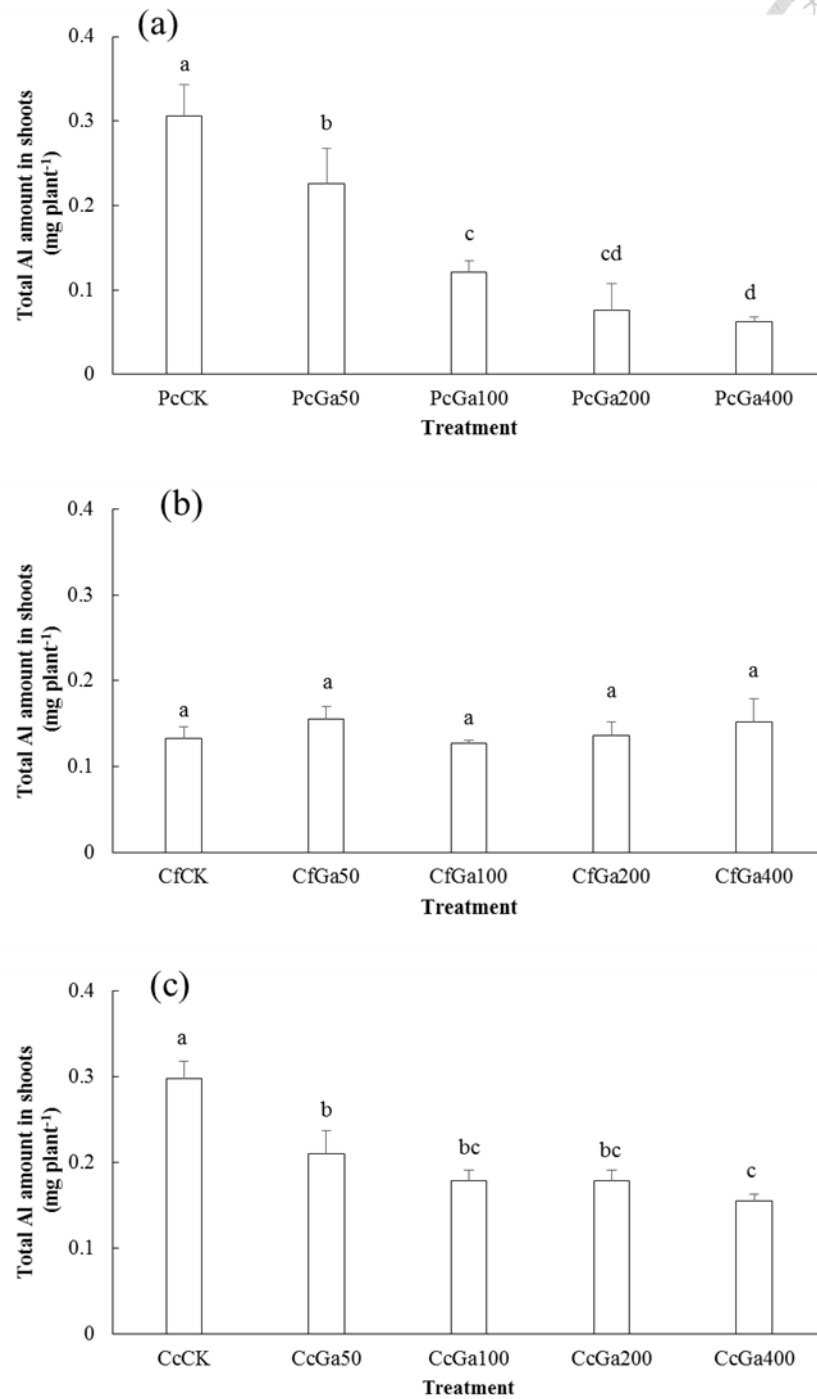 (a)
Total Al amount in shoots
(mg plant-1)
0.4
0.3
0.2
0.1
0
a
b
c
cd
d
PcCK PcGa50 PcGa100 PcGa200 PcGa400
Treatment
(b)
Total Al amount in shoots
(mg plant-1)
0.4
0.3
0.2
0.1
0
a
a
a
a
a
CfCK CfGa50 CfGa100 CfGa200 CfGa400
Treatment
(c)
Total Al amount in shoots
(mg plant-1)
0.4
0.3
0.2
0.1
0
a
b
bc
bc
c
CcCK CcGa50 CcGa100 CcGa200 CcGa400
Treatment